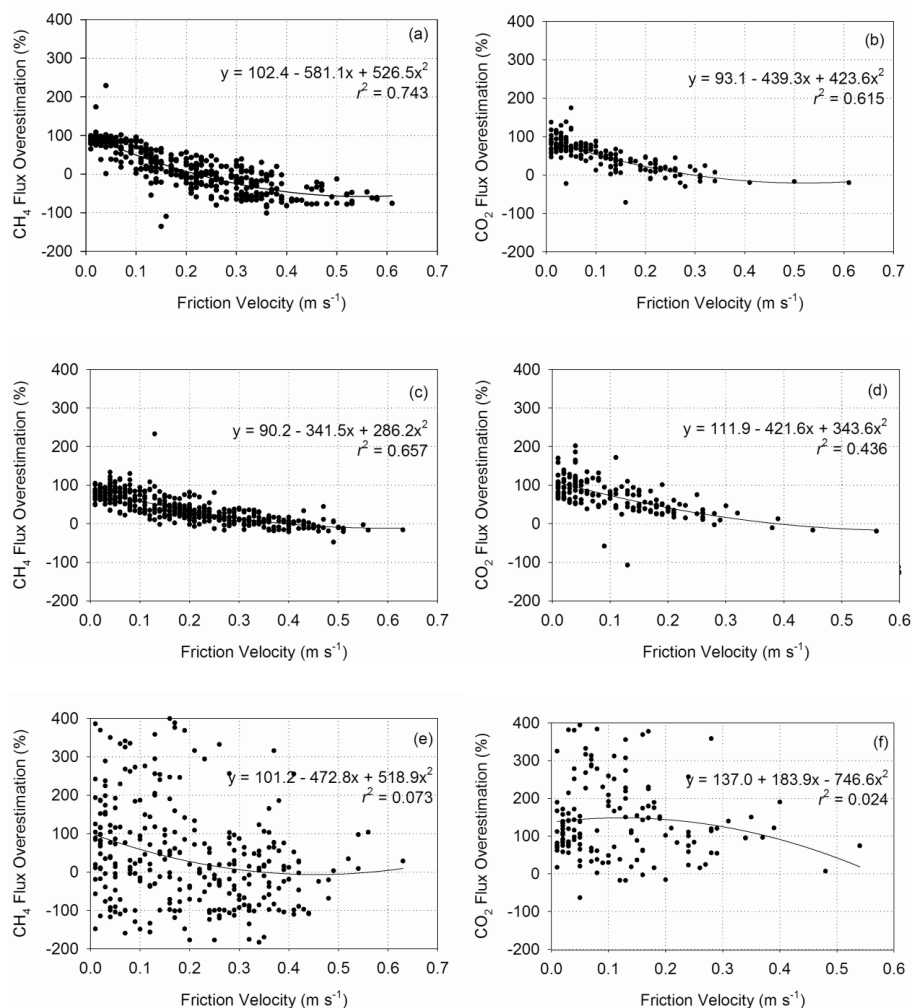 (a)
y = 102.4 - 581.1x + 526.5x²
r² = 0.743
CH₄ Flux Overestimation (%)
400
300
200
100
0
-100
-200
0.0 0.1 0.2 0.3 0.4 0.5 0.6 0.7
Friction Velocity (m s⁻¹)
(b)
y = 93.1 - 439.3x + 423.6x²
r² = 0.615
CO₂ Flux Overestimation (%)
400
300
200
100
0
-100
-200
0.0 0.1 0.2 0.3 0.4 0.5 0.6 0.7
Friction Velocity (m s⁻¹)
(c)
y = 90.2 - 341.5x + 286.2x²
r² = 0.657
CH₄ Flux Overestimation (%)
400
300
200
100
0
-100
-200
0.0 0.1 0.2 0.3 0.4 0.5 0.6 0.7
Friction Velocity (m s⁻¹)
(d)
y = 111.9 - 421.6x + 343.6x²
r² = 0.436
CO₂ Flux Overestimation (%)
400
300
200
100
0
-100
-200
0.0 0.1 0.2 0.3 0.4 0.5 0.6
Friction Velocity (m s⁻¹)
(e)
y = 101.2 - 472.8x + 518.9x²
r² = 0.073
CH₄ Flux Overestimation (%)
400
300
200
100
0
-100
-200
0.0 0.1 0.2 0.3 0.4 0.5 0.6 0.7
Friction Velocity (m s⁻¹)
(f)
y = 137.0 + 183.9x - 746.6x²
r² = 0.024
CO₂ Flux Overestimation (%)
400
300
200
100
0
-100
-200
0.0 0.1 0.2 0.3 0.4 0.5 0.6
Friction Velocity (m s⁻¹)